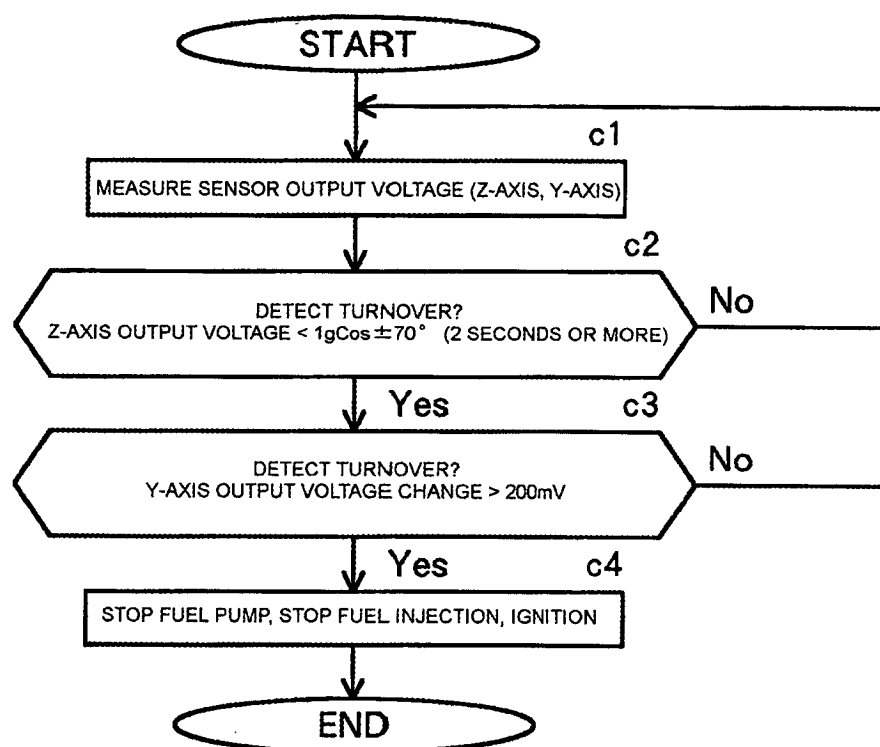 START
c1
MEASURE SENSOR OUTPUT VOLTAGE (Z-AXIS, Y-AXIS)
c2
DETECT TURNOVER?
Z-AXIS OUTPUT VOLTAGE < 1gCos±70° (2 SECONDS OR MORE)
No
Yes
c3
DETECT TURNOVER?
Y-AXIS OUTPUT VOLTAGE CHANGE > 200mV
No
Yes
c4
STOP FUEL PUMP, STOP FUEL INJECTION, IGNITION
END